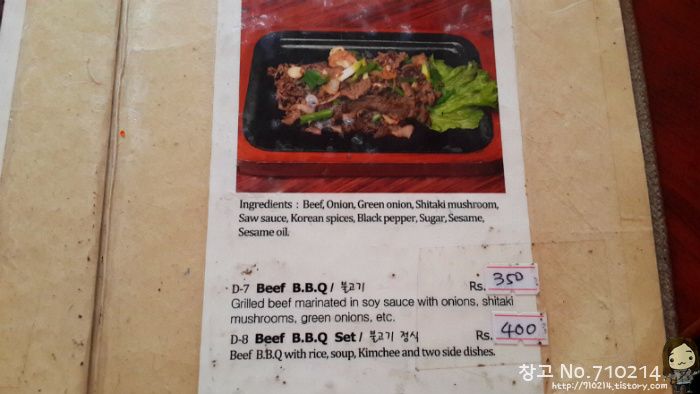 Ingredients : Beef, Onion, Green onion, Shitaki mushroom,
Saw sauce, Korean spices, Black pepper, Sugar, Sesame,
Sesame oil.
D-7 Beef B.B.Q / 불고기 Rs. 350
Grilled beef marinated in soy sauce with onions, shitaki
mushrooms, green onions, etc.
D-8 Beef B.B.Q Set /불고기 정식 Rs. 400
Beef B.B.Q with rice, soup, Kimchee and two side dishes.
창고 No.710214
http://710214.tistory.com